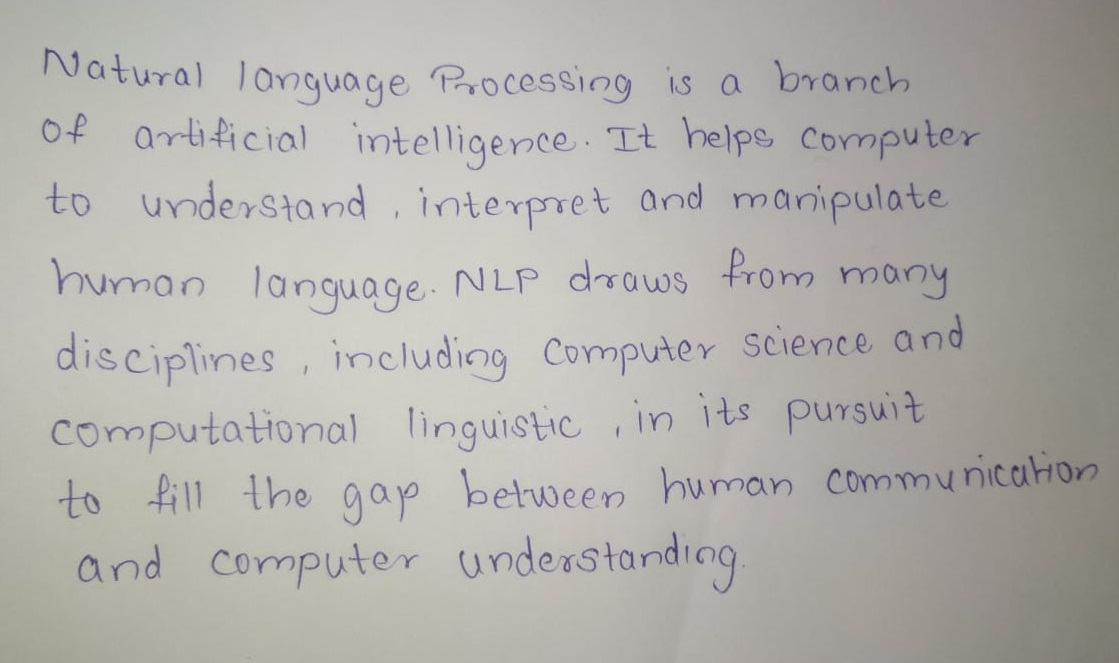 Natural language Processing is a branch
of artificial intelligence. It helps computer
to understand, interpret and manipulate
human language. NLP draws from many
disciplines, including computer science and
computational linguistic, in its pursuit
to fill the gap between human communication
and computer understanding.